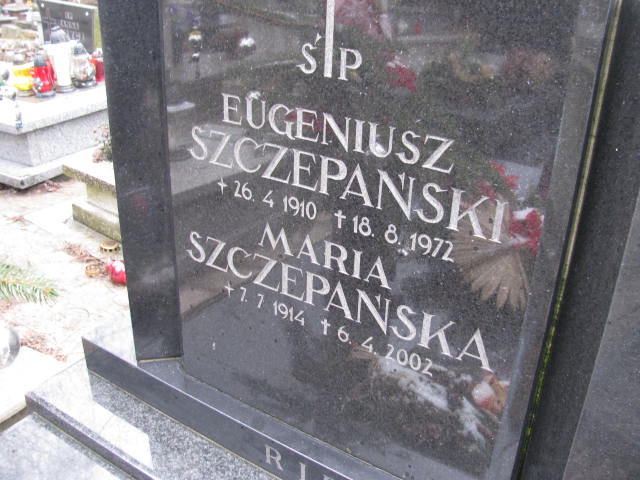 ŚP
EUGENIUSZ
SZCZEPAŃSKI
† 26.4 1910 † 18.8.1972
MARIA
SZCZEPAŃSKA
† 7.7.1914 † 6.4.2002